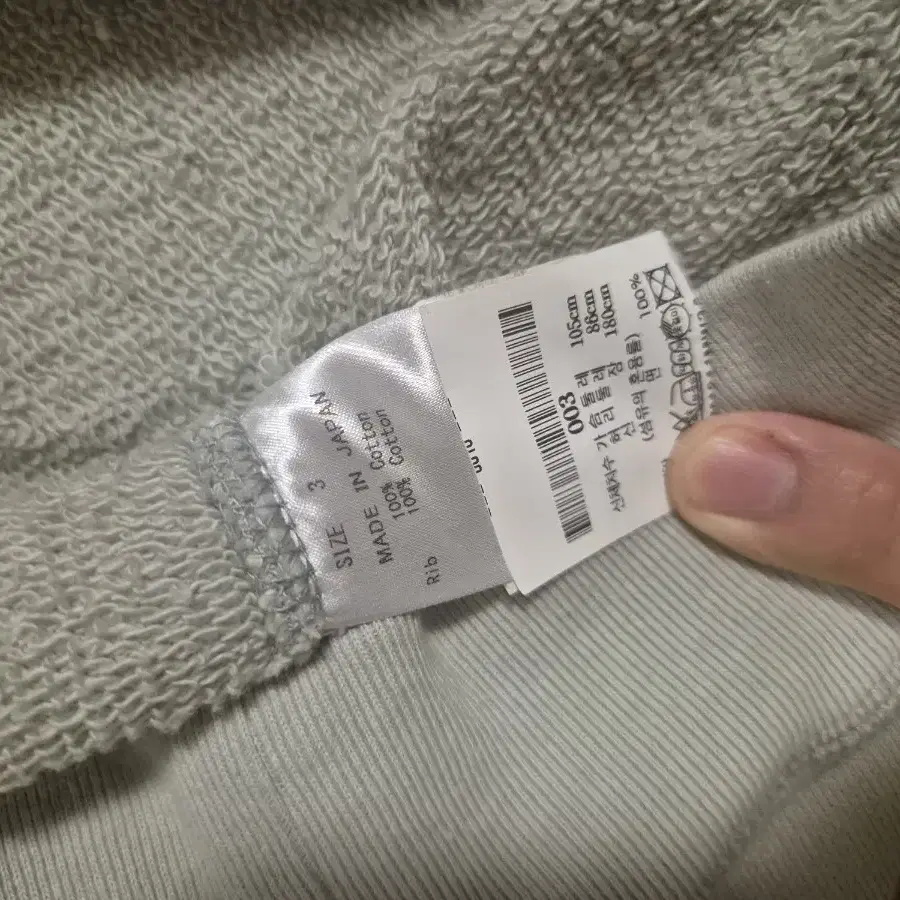 SIZE 3
MADE IN JAPAN
100% Cotton
Rib 100% Cotton
003
신체치수 가슴둘레 105cm
허리둘레 86cm
신장 180cm
(섬유의 혼용률)
면 100%